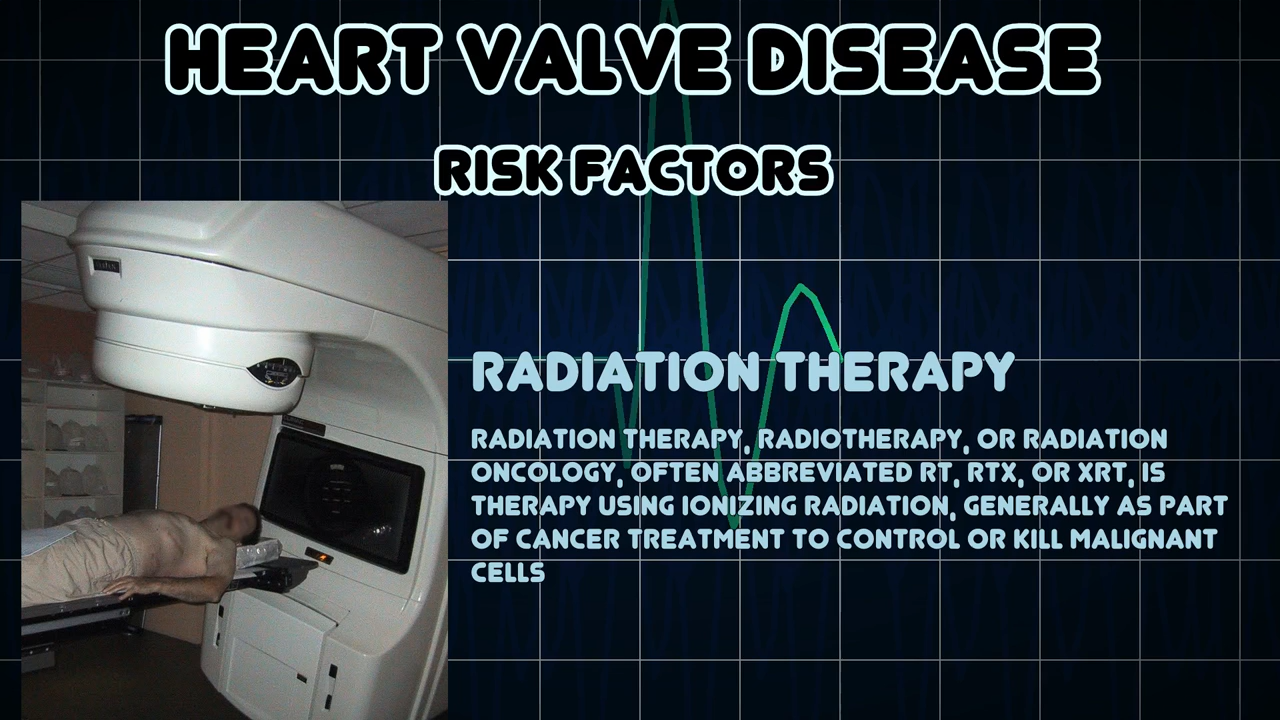 HEART VALVE DISEASE
RISK FACTORS
RADIATION THERAPY
RADIATION THERAPY, RADIOTHERAPY, OR RADIATION
ONCOLOGY, OFTEN ABBREVIATED RT, RTX, OR XRT, IS
THERAPY USING IONIZING RADIATION, GENERALLY AS PART
OF CANCER TREATMENT TO CONTROL OR KILL MALIGNANT
CELLS